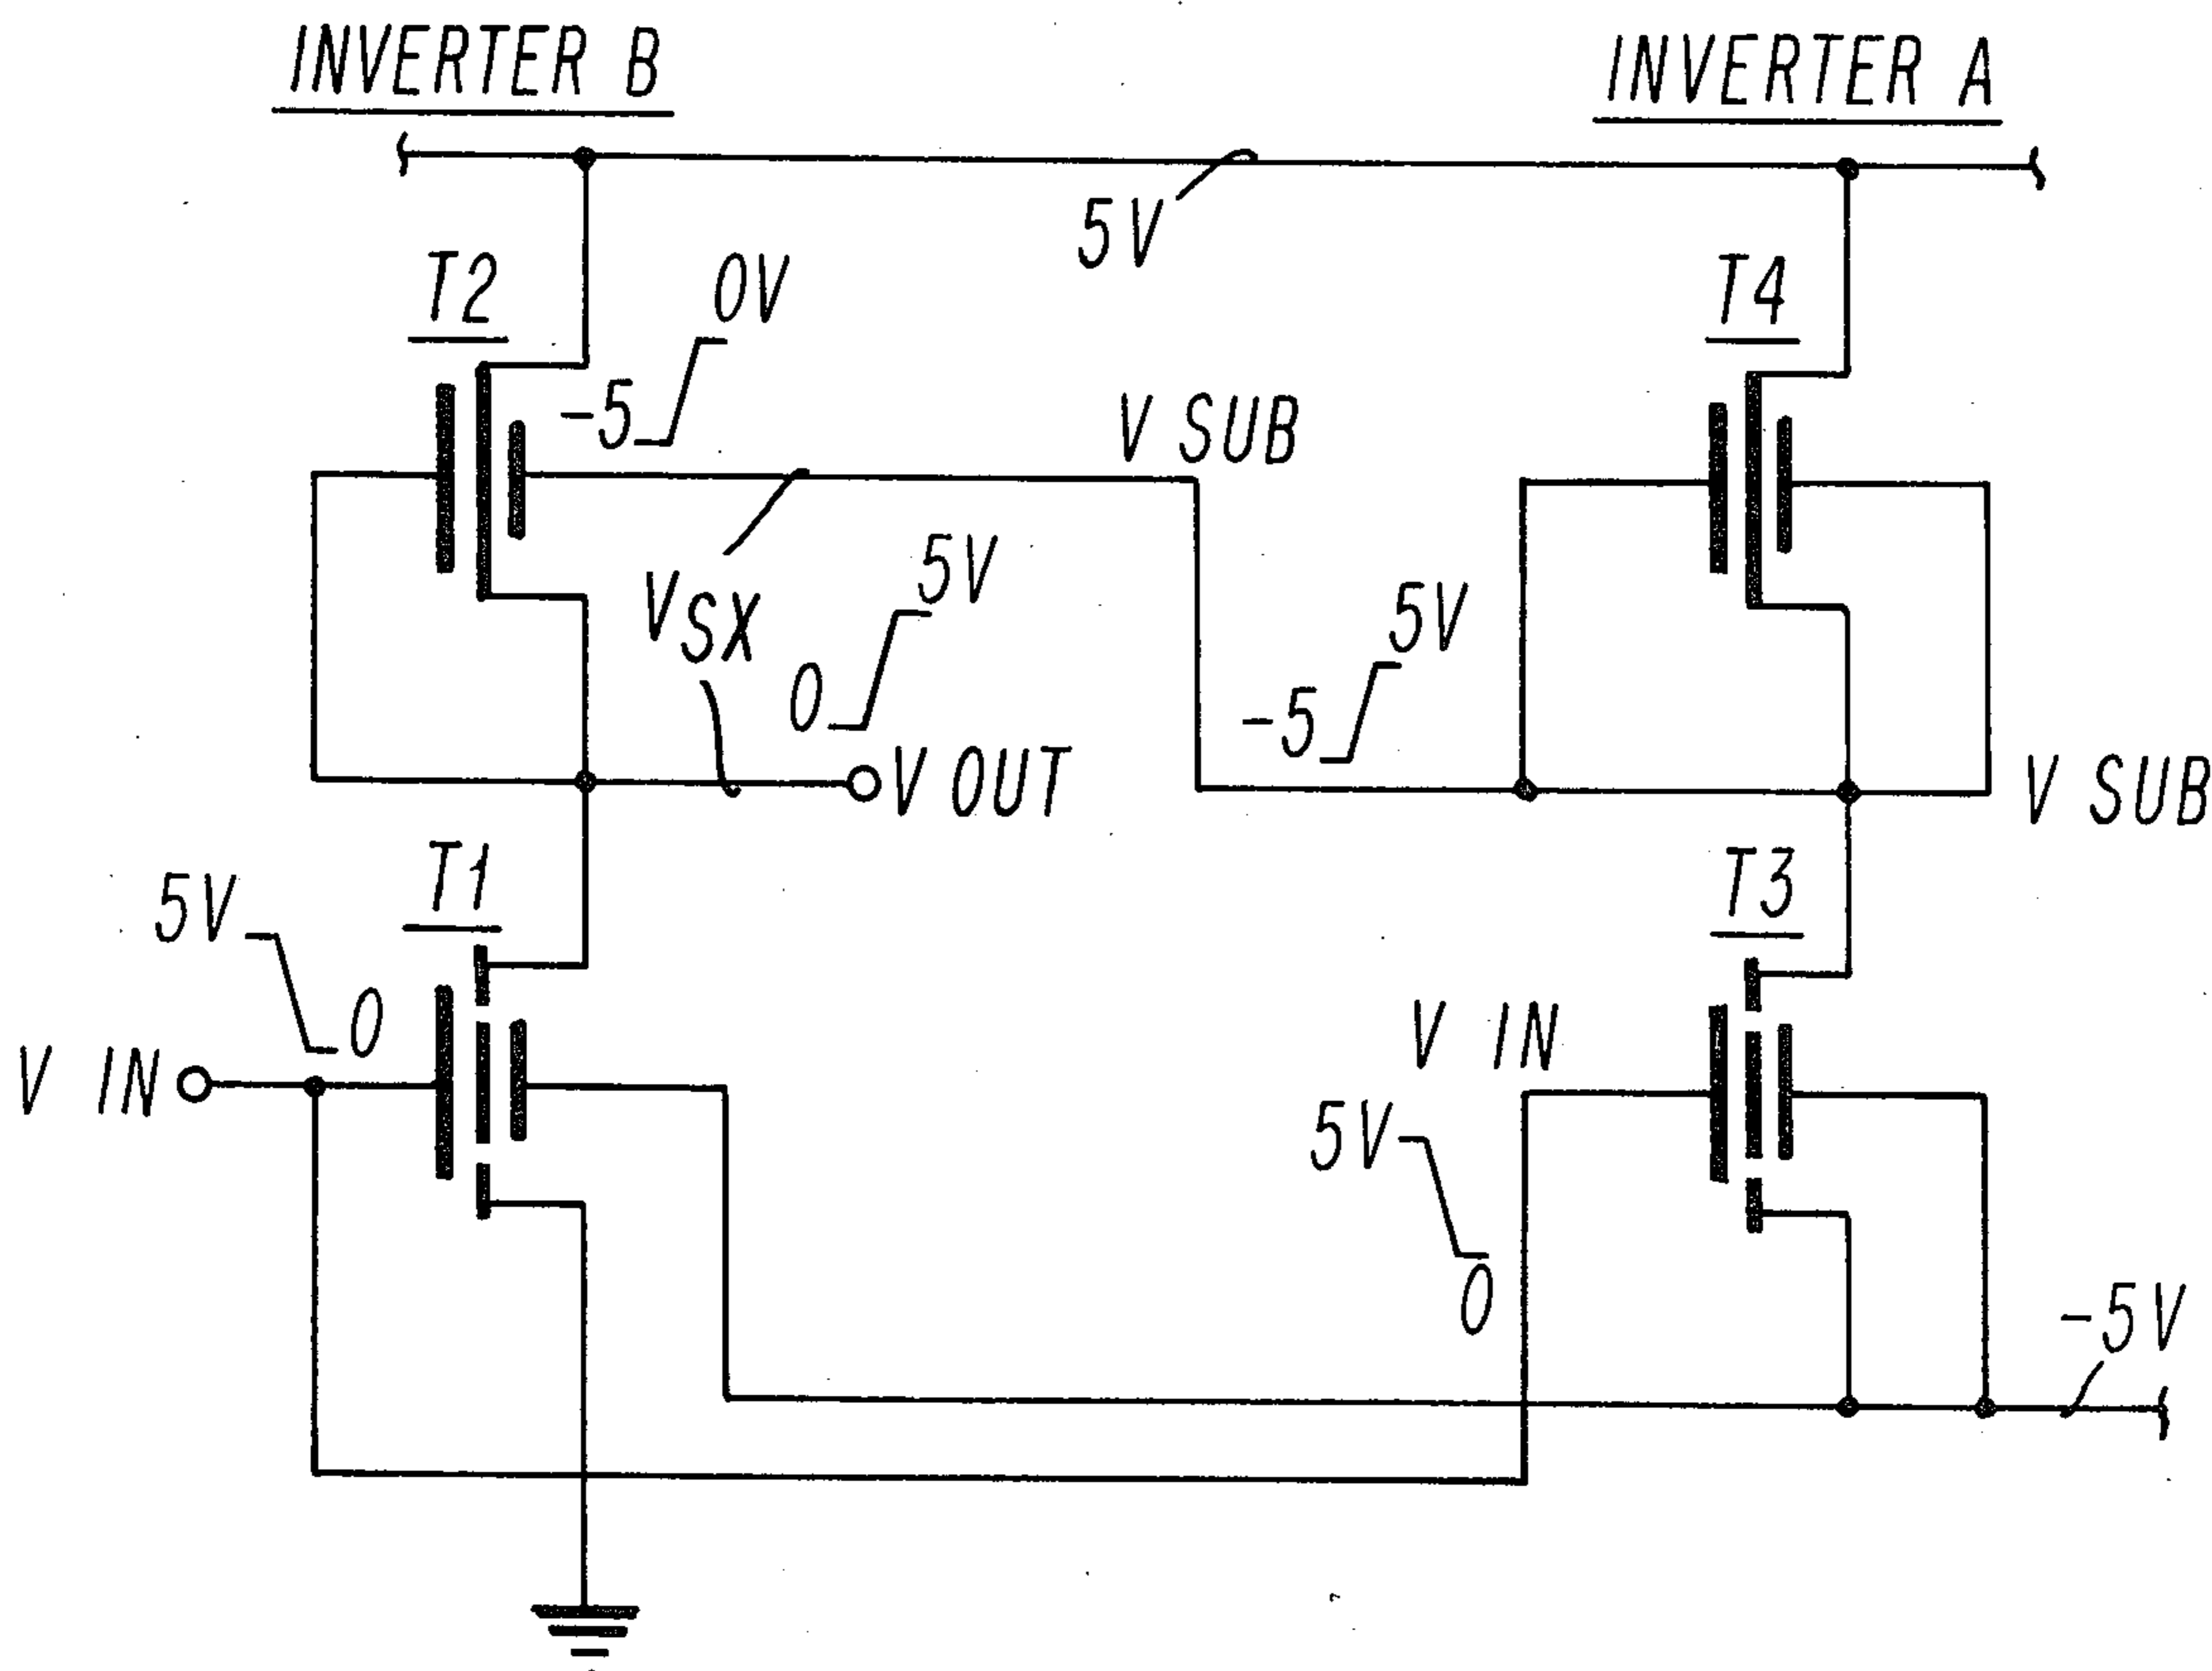 INVERTER B
INVERTER A
5V
T2
0V
-5
T4
V SUB
VSX
5V
0
5V
-5
V OUT
V SUB
T1
T3
5V
0
V IN
V IN
5V
0
-5V